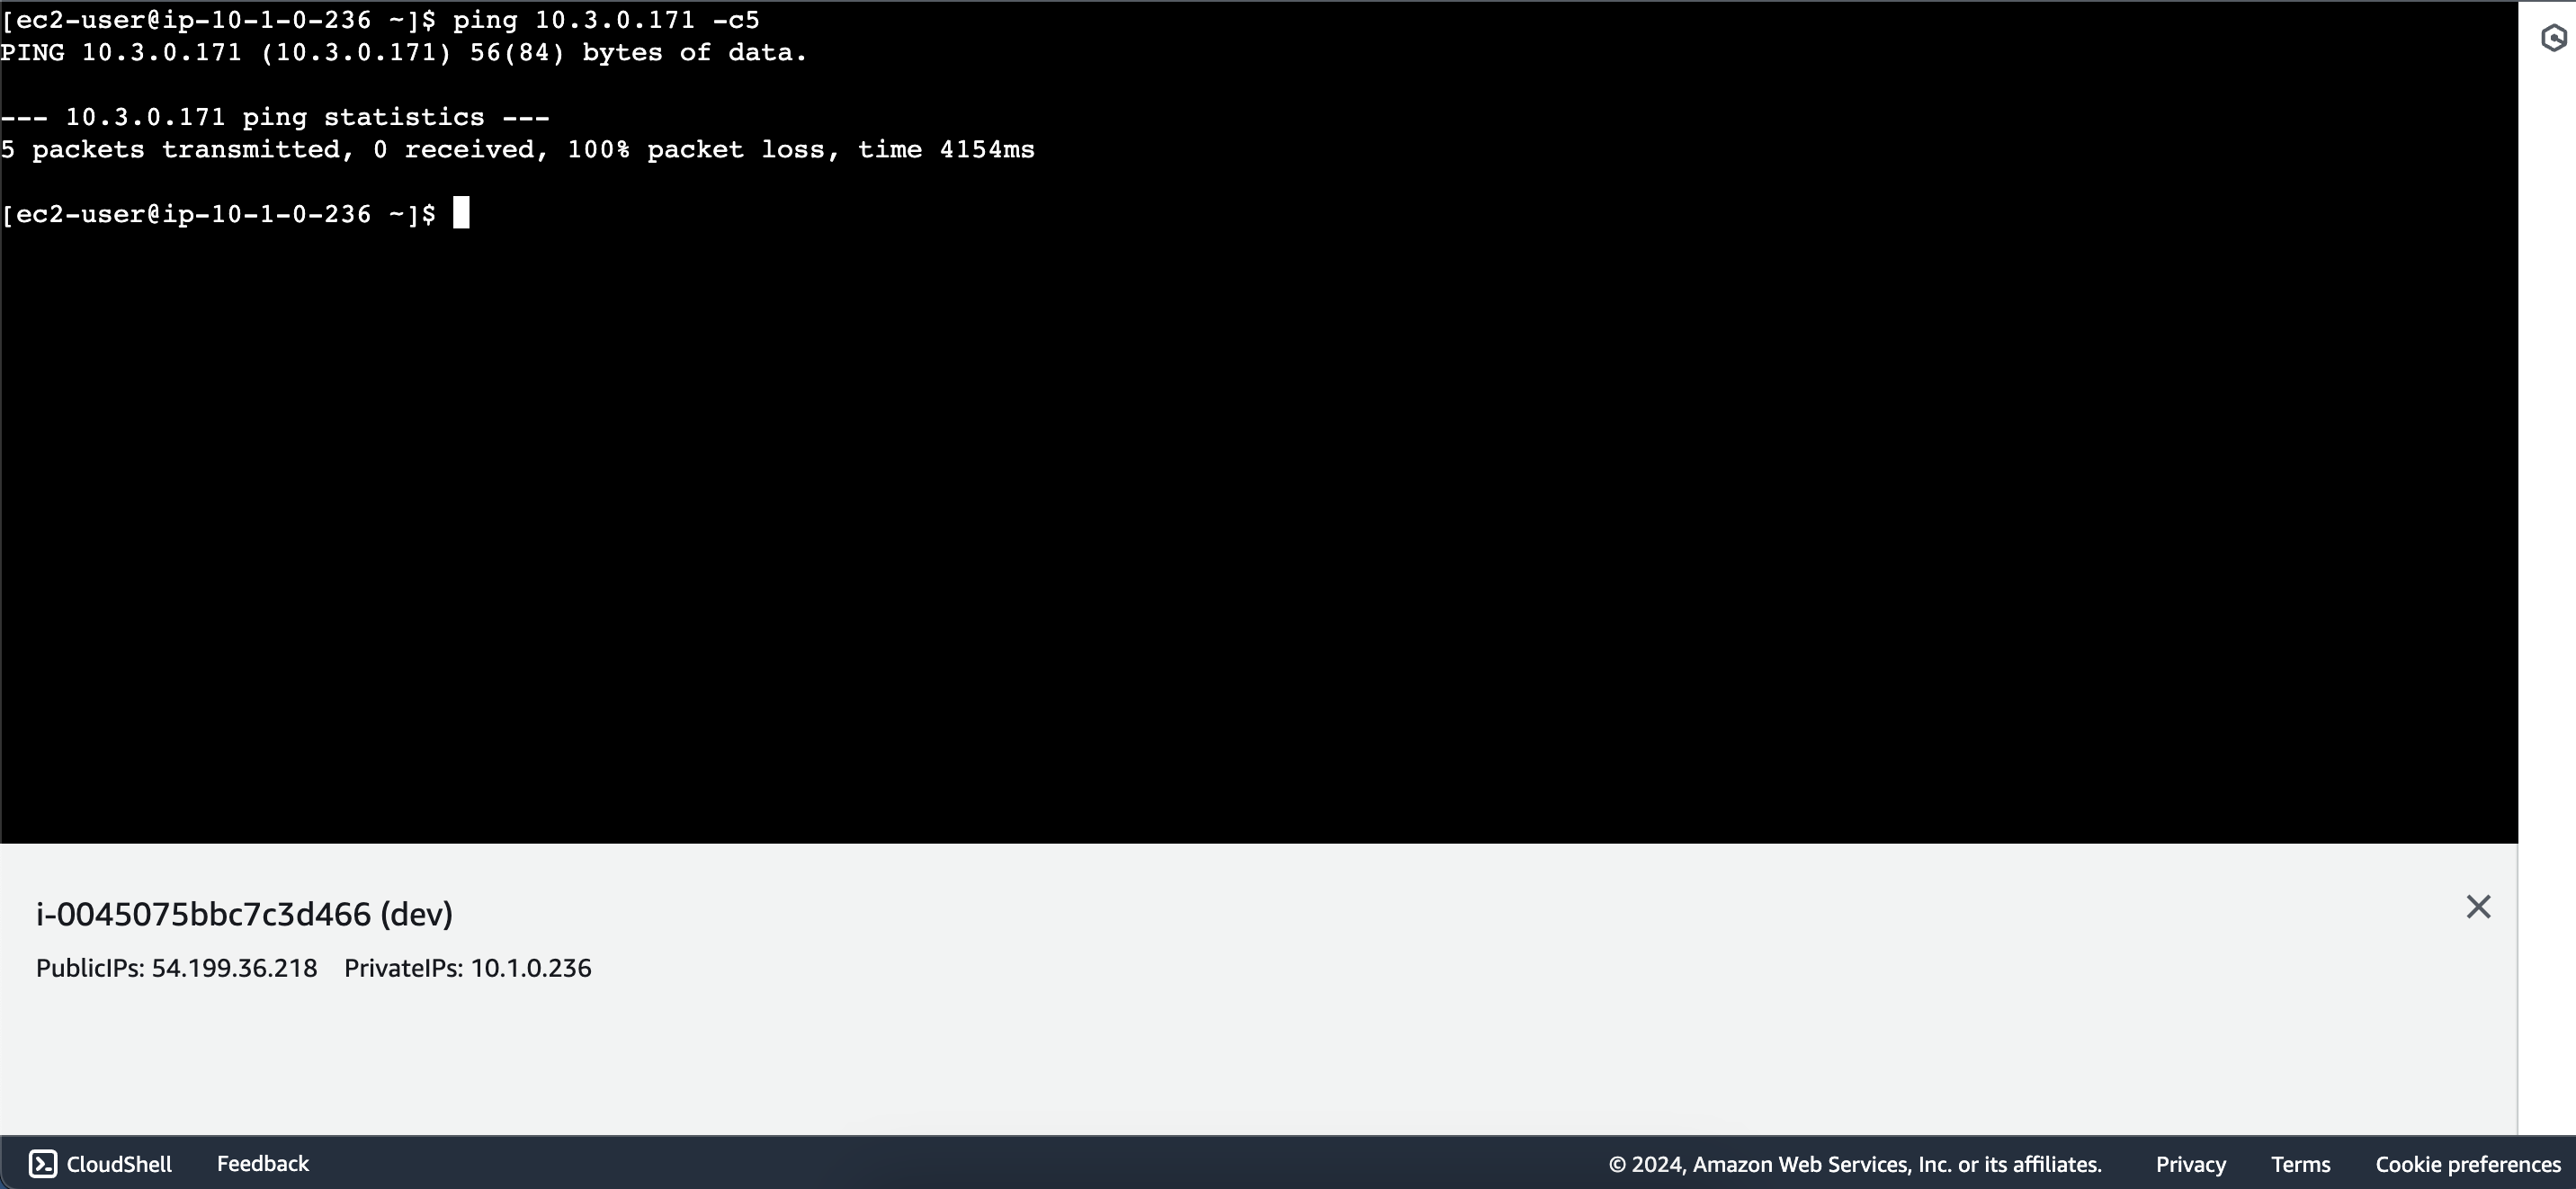 [ec2-user@ip-10-1-0-236 ~]$ ping 10.3.0.171 -c5
PING 10.3.0.171 (10.3.0.171) 56(84) bytes of data.
--- 10.3.0.171 ping statistics ---
5 packets transmitted, 0 received, 100% packet loss, time 4154ms
[ec2-user@ip-10-1-0-236 ~]$
i-0045075bbc7c3d466 (dev)
PublicIPs: 54.199.36.218 PrivateIPs: 10.1.0.236
CloudShell Feedback © 2024, Amazon Web Services, Inc. or its affiliates. Privacy Terms Cookie preferences